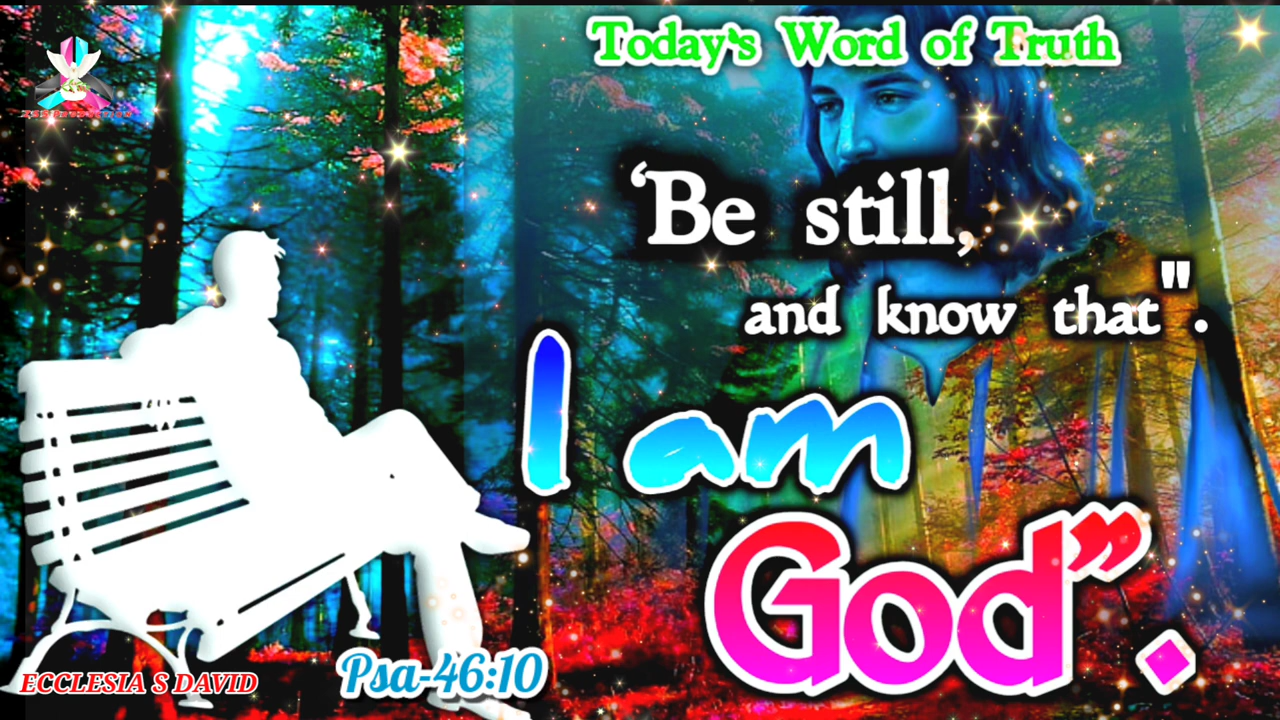 Today's Word of Truth
‘Be still,
and know that".
I am
God”.
Psa-46:10
ECCLESIA S DAVID